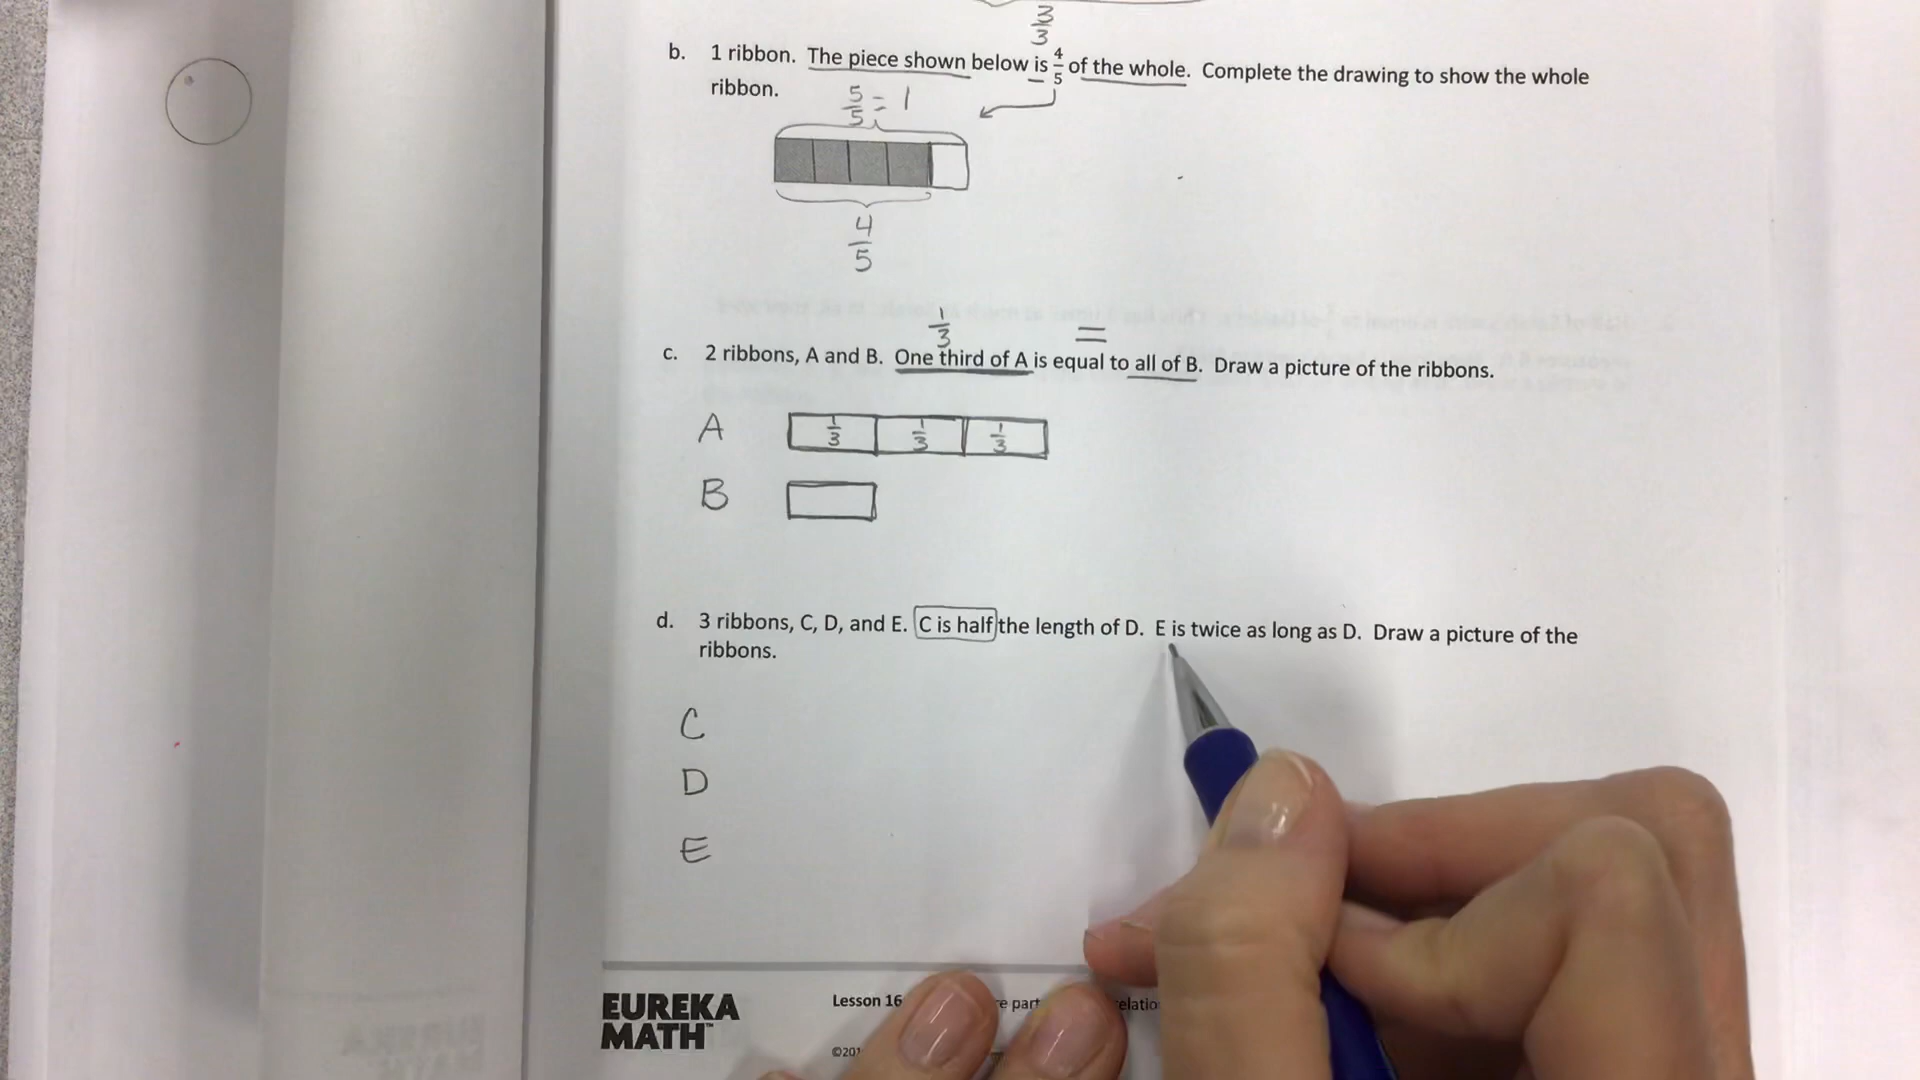 3/3
b. 1 ribbon. The piece shown below is 4/5 of the whole. Complete the drawing to show the whole
ribbon.
5/5 = 1
4/5
1/3 =
c. 2 ribbons, A and B. One third of A is equal to all of B. Draw a picture of the ribbons.
A 1/3 1/3 1/3
B
d. 3 ribbons, C, D, and E. C is half the length of D. E is twice as long as D. Draw a picture of the
ribbons.
C
D
E
EUREKA
MATH™
Lesson 16
©201